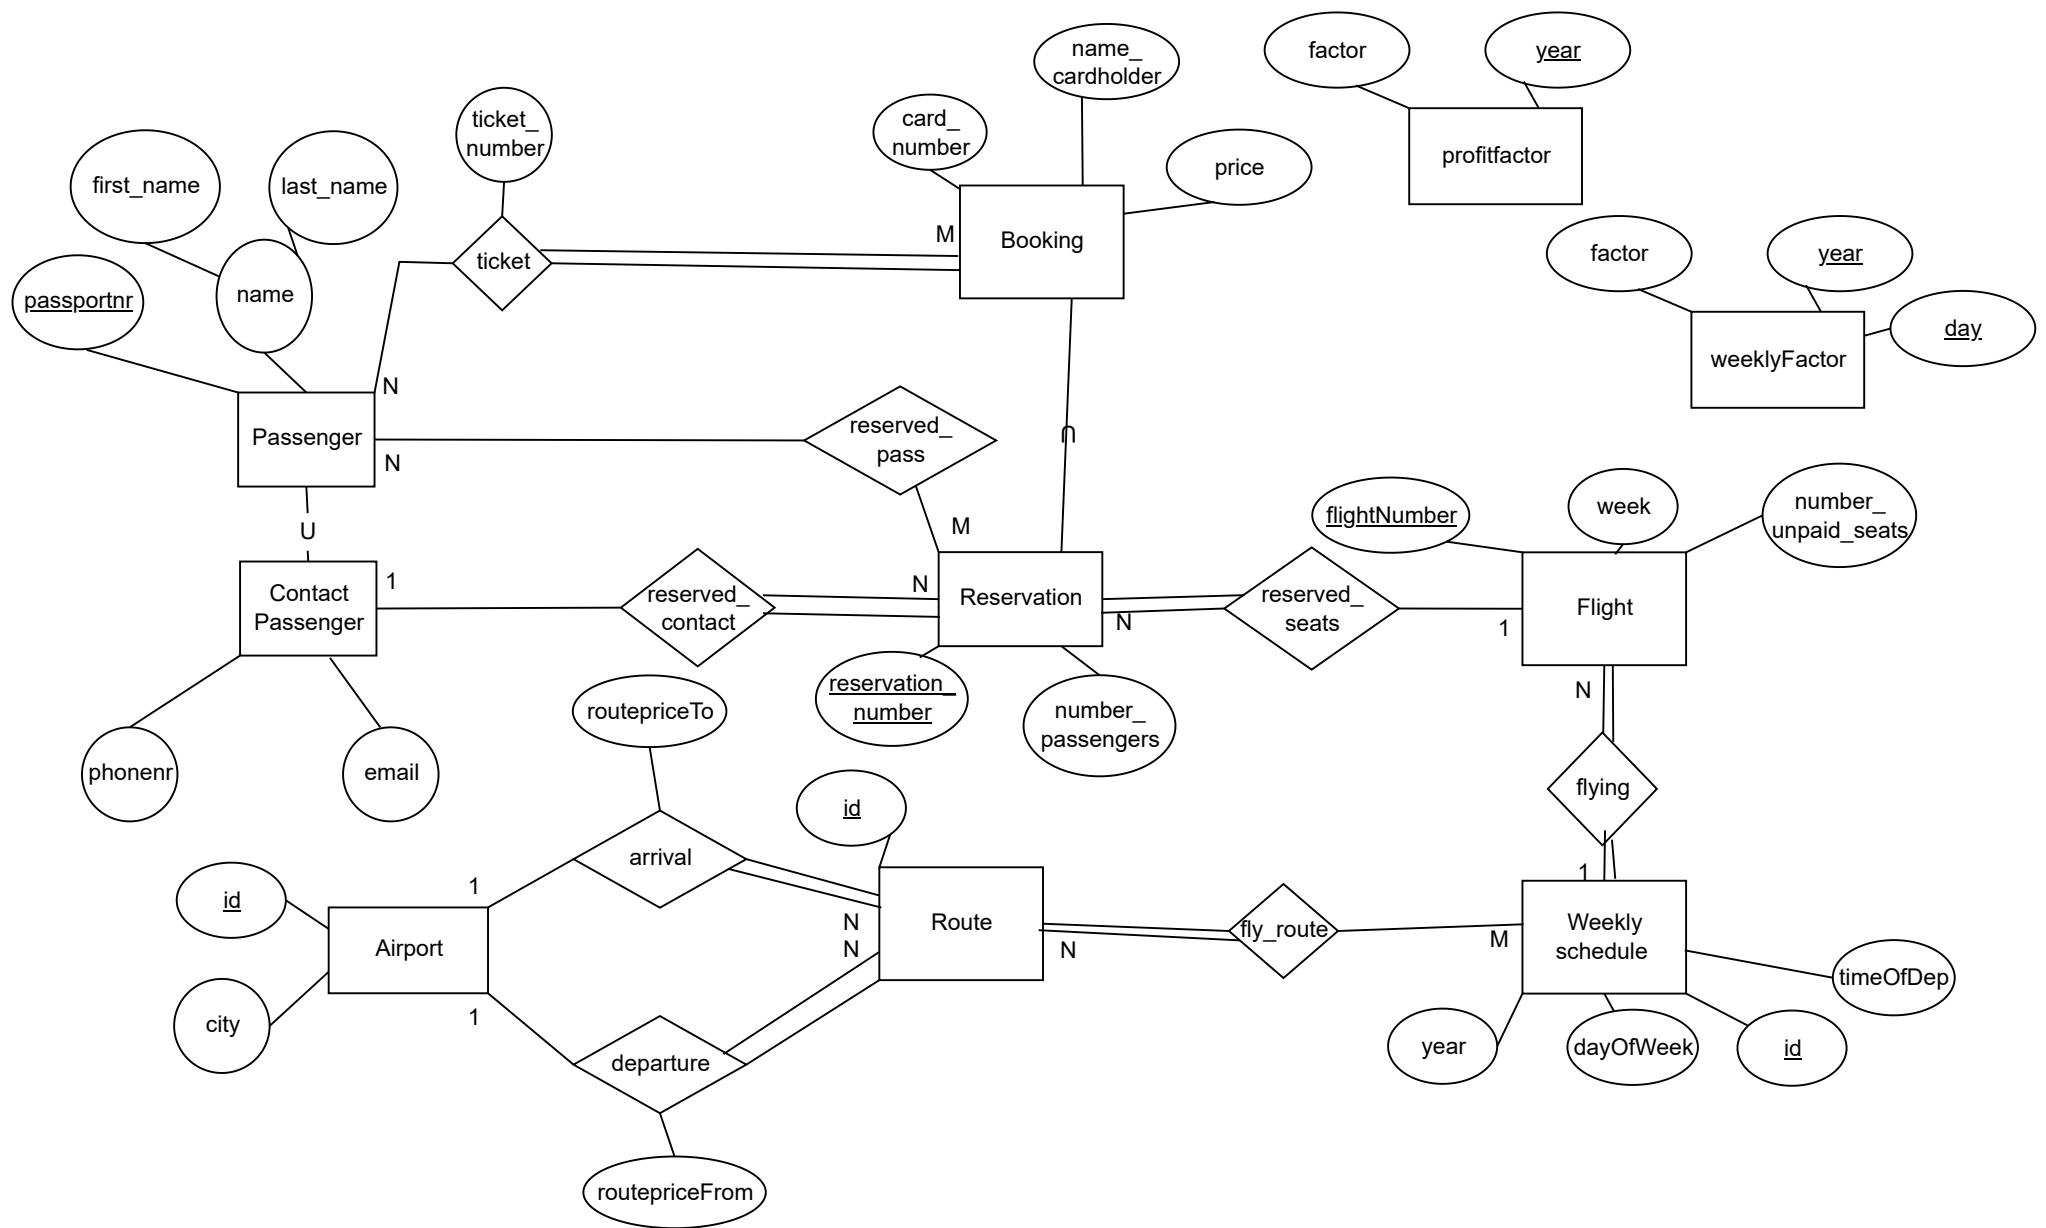 name_
cardholder
factor
year
ticket_
number
card_
number
profitfactor
price
first_name
last_name
M
Booking
factor
year
ticket
name
passportnr
day
weeklyFactor
N
Passenger
reserved_
pass
U
N
U
M
flightNumber
week
number_
unpaid_seats
Contact
Passenger
1
reserved_
contact
N
Reservation
N
reserved_
seats
1
Flight
reservation_
number
number_
passengers
N
routepriceTo
phonenr
email
id
flying
arrival
1
1
id
N
N
Route
N
fly_route
M
Weekly
schedule
Airport
timeOfDep
city
1
year
dayOfWeek
id
departure
routepriceFrom